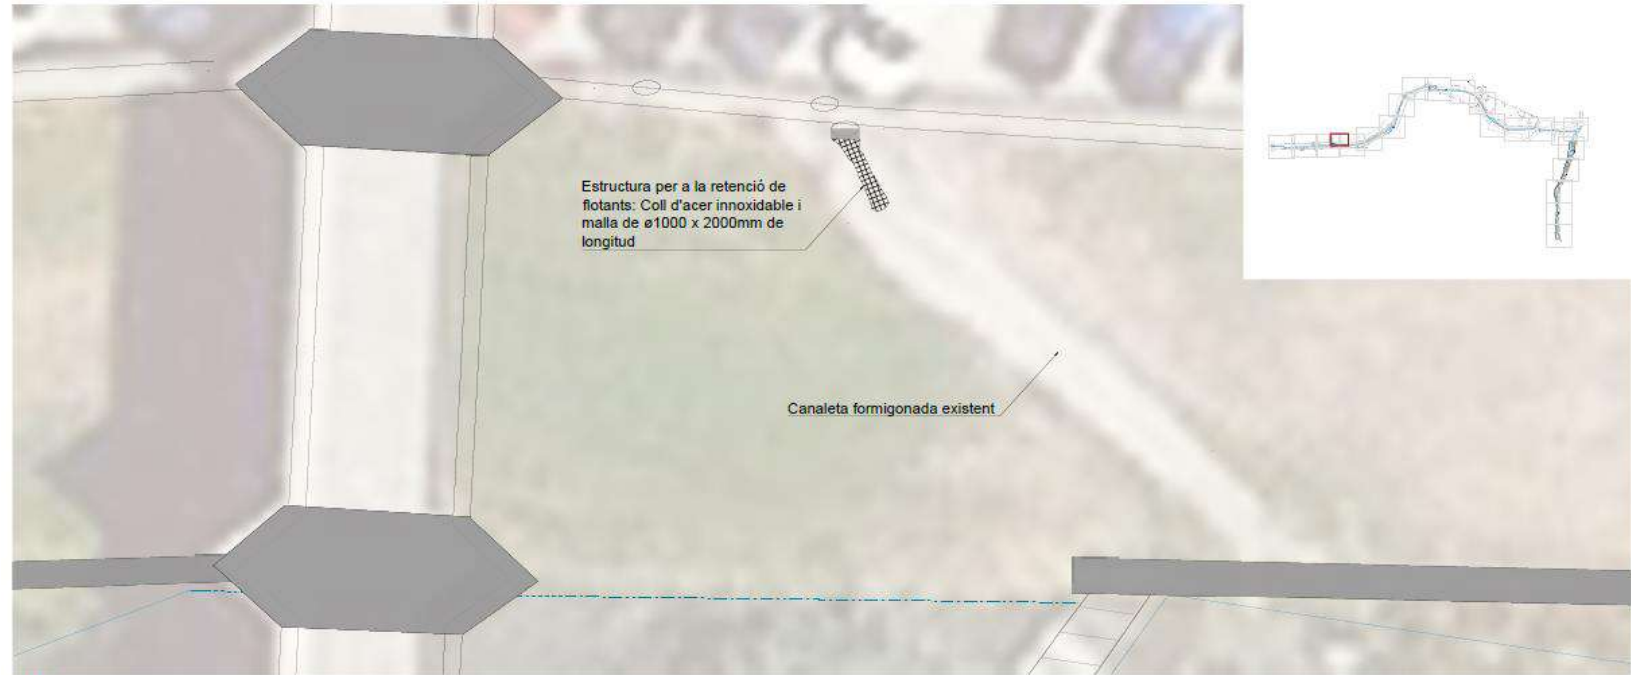 Estructura per a la retenció de
flotants: Coll d'acer innoxidable i
malla de ø1000 x 2000mm de
longitud
Canaleta formigonada existent